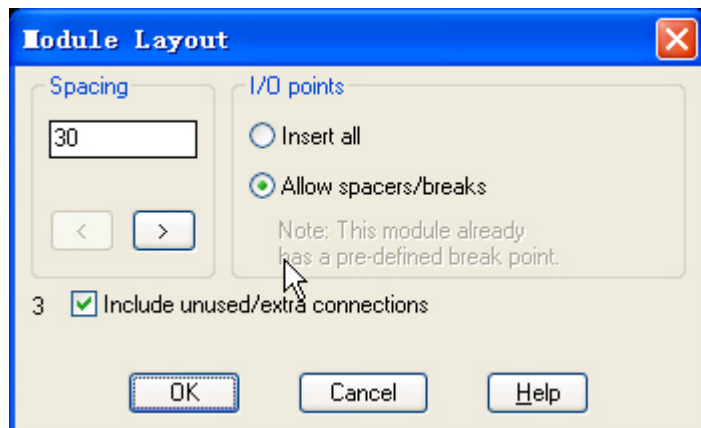 Module Layout
Spacing
30
<
>
I/O points
Insert all
Allow spacers/breaks
Note: This module already
has a pre-defined break point.
3
Include unused/extra connections
OK
Cancel
Help